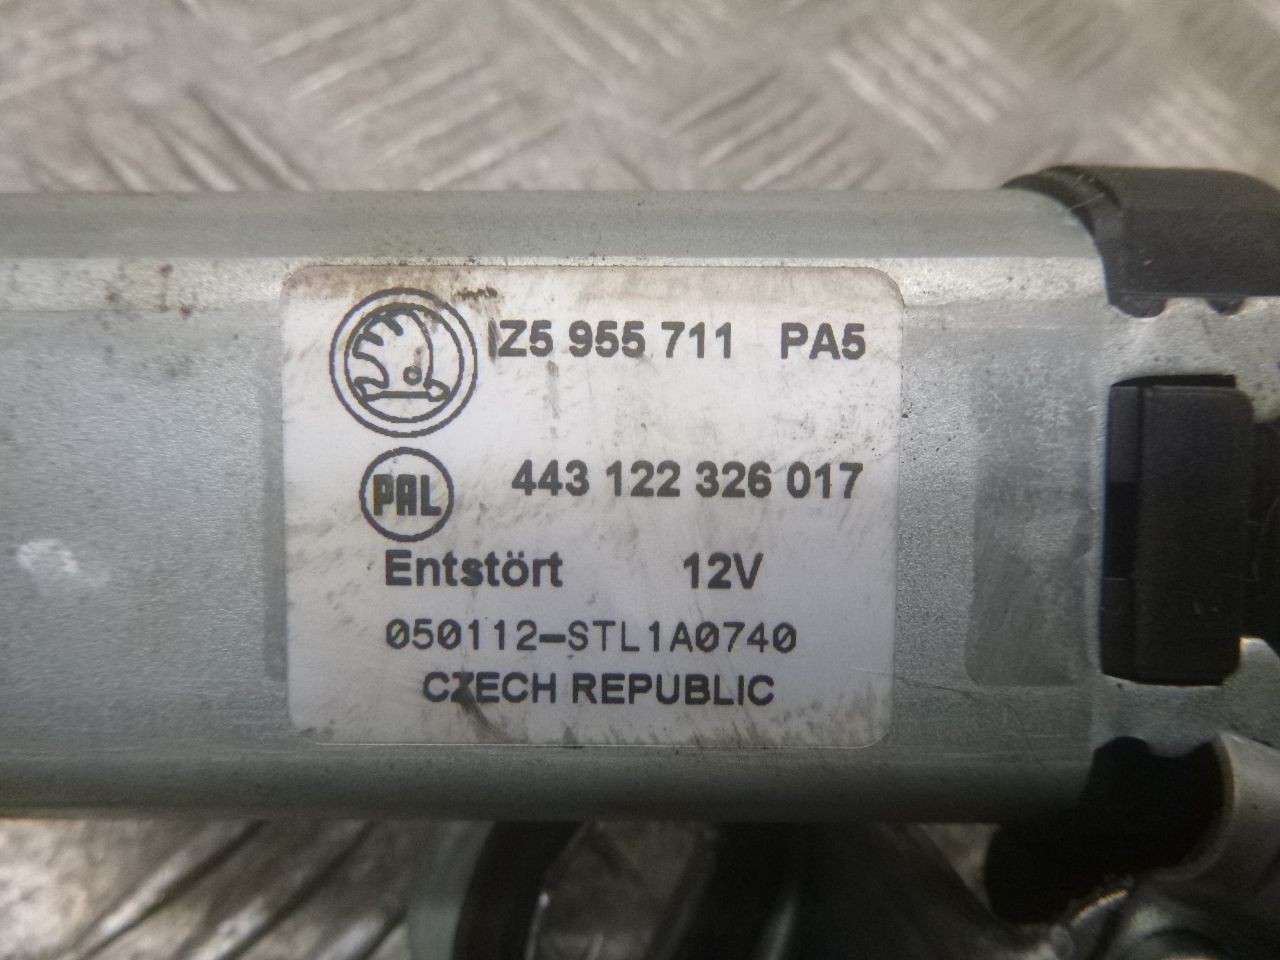 1Z5 955 711 PA5
PAL
443 122 326 017
Entstört 12V
050112-STL1A0740
CZECH REPUBLIC